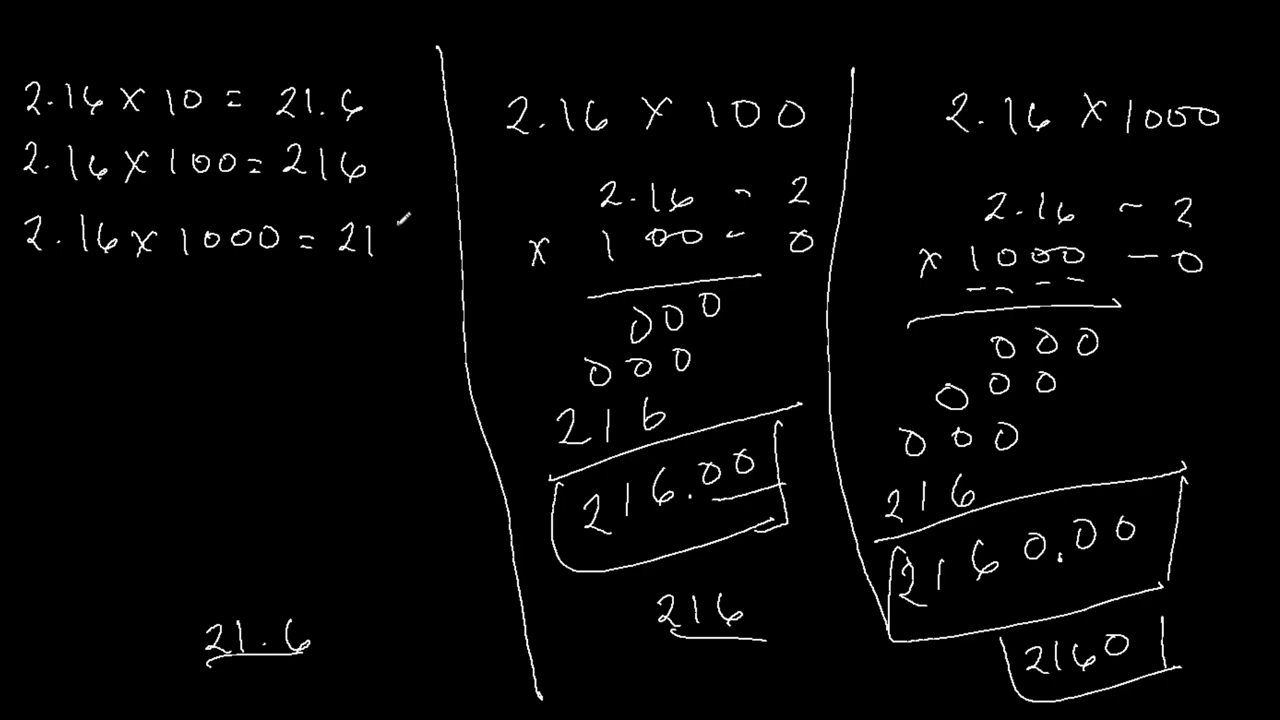 2.16 x 10 = 21.6
2.16 x 100 = 216
2.16 x 1000 = 21
21.6
2.16 x 100
2.16 - 2
x 100 - 0
000
000
216
216.00
216
2.16 x 1000
2.16 ~ 2
x 1000 - 0
000
000
000
216
2160.00
2160